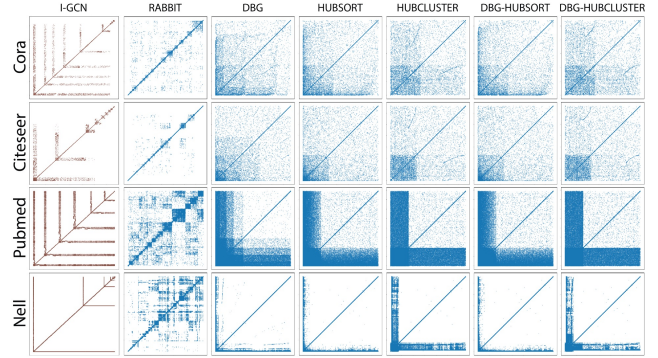 I-GCN RABBIT DBG HUBSORT HUBCLUSTER DBG-HUBSORT DBG-HUBCLUSTER
Cora
Citeseer
Pubmed
Nell